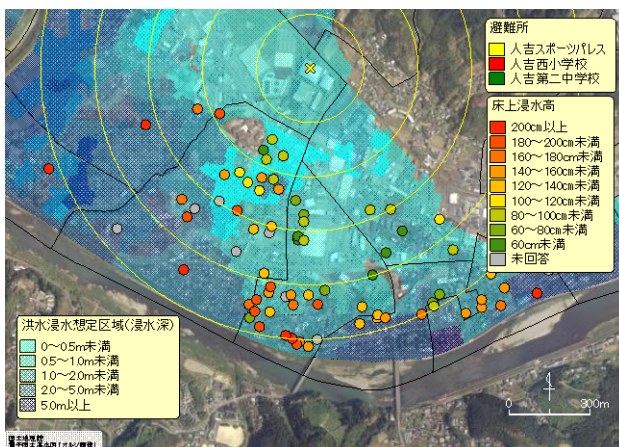 避難所
人吉スポーツパレス
人吉西小学校
人吉第二中学校
床上浸水高
200cm以上
180～200cm未満
160～180cm未満
140～160cm未満
120～140cm未満
100～120cm未満
80～100cm未満
60～80cm未満
60cm未満
未回答
洪水浸水想定区域(浸水深)
0～0.5m未満
0.5～1.0m未満
1.0～2.0m未満
2.0～5.0m未満
5.0m以上
0
300m
国土地理院